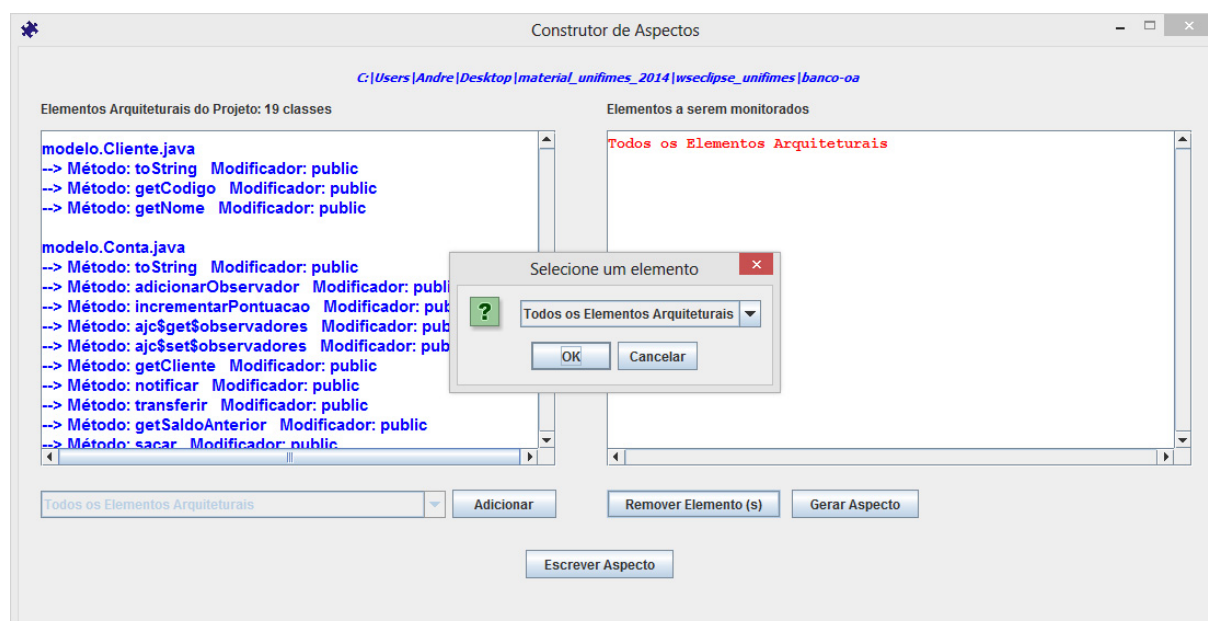 Construtor de Aspectos
C:|Users|Andre|Desktop|material_unifimes_2014|wseclipse_unifimes|banco-oa
Elementos Arquiteturais do Projeto: 19 classes
Elementos a serem monitorados
modelo.Cliente.java
--> Método: toString   Modificador: public
--> Método: getCodigo   Modificador: public
--> Método: getNome   Modificador: public
modelo.Conta.java
--> Método: toString   Modificador: public
--> Método: adicionarObservador   Modificador: publi
--> Método: incrementarPontuacao   Modificador: pub
--> Método: ajc$get$observadores   Modificador: pub
--> Método: ajc$set$observadores   Modificador: pub
--> Método: getCliente   Modificador: public
--> Método: notificar   Modificador: public
--> Método: transferir   Modificador: public
--> Método: getSaldoAnterior   Modificador: public
--> Método: sacar   Modificador: public
Todos os Elementos Arquiteturais
Selecione um elemento
?
Todos os Elementos Arquiteturais
OK Cancelar
Todos os Elementos Arquiteturais
Adicionar
Remover Elemento (s)
Gerar Aspecto
Escrever Aspecto